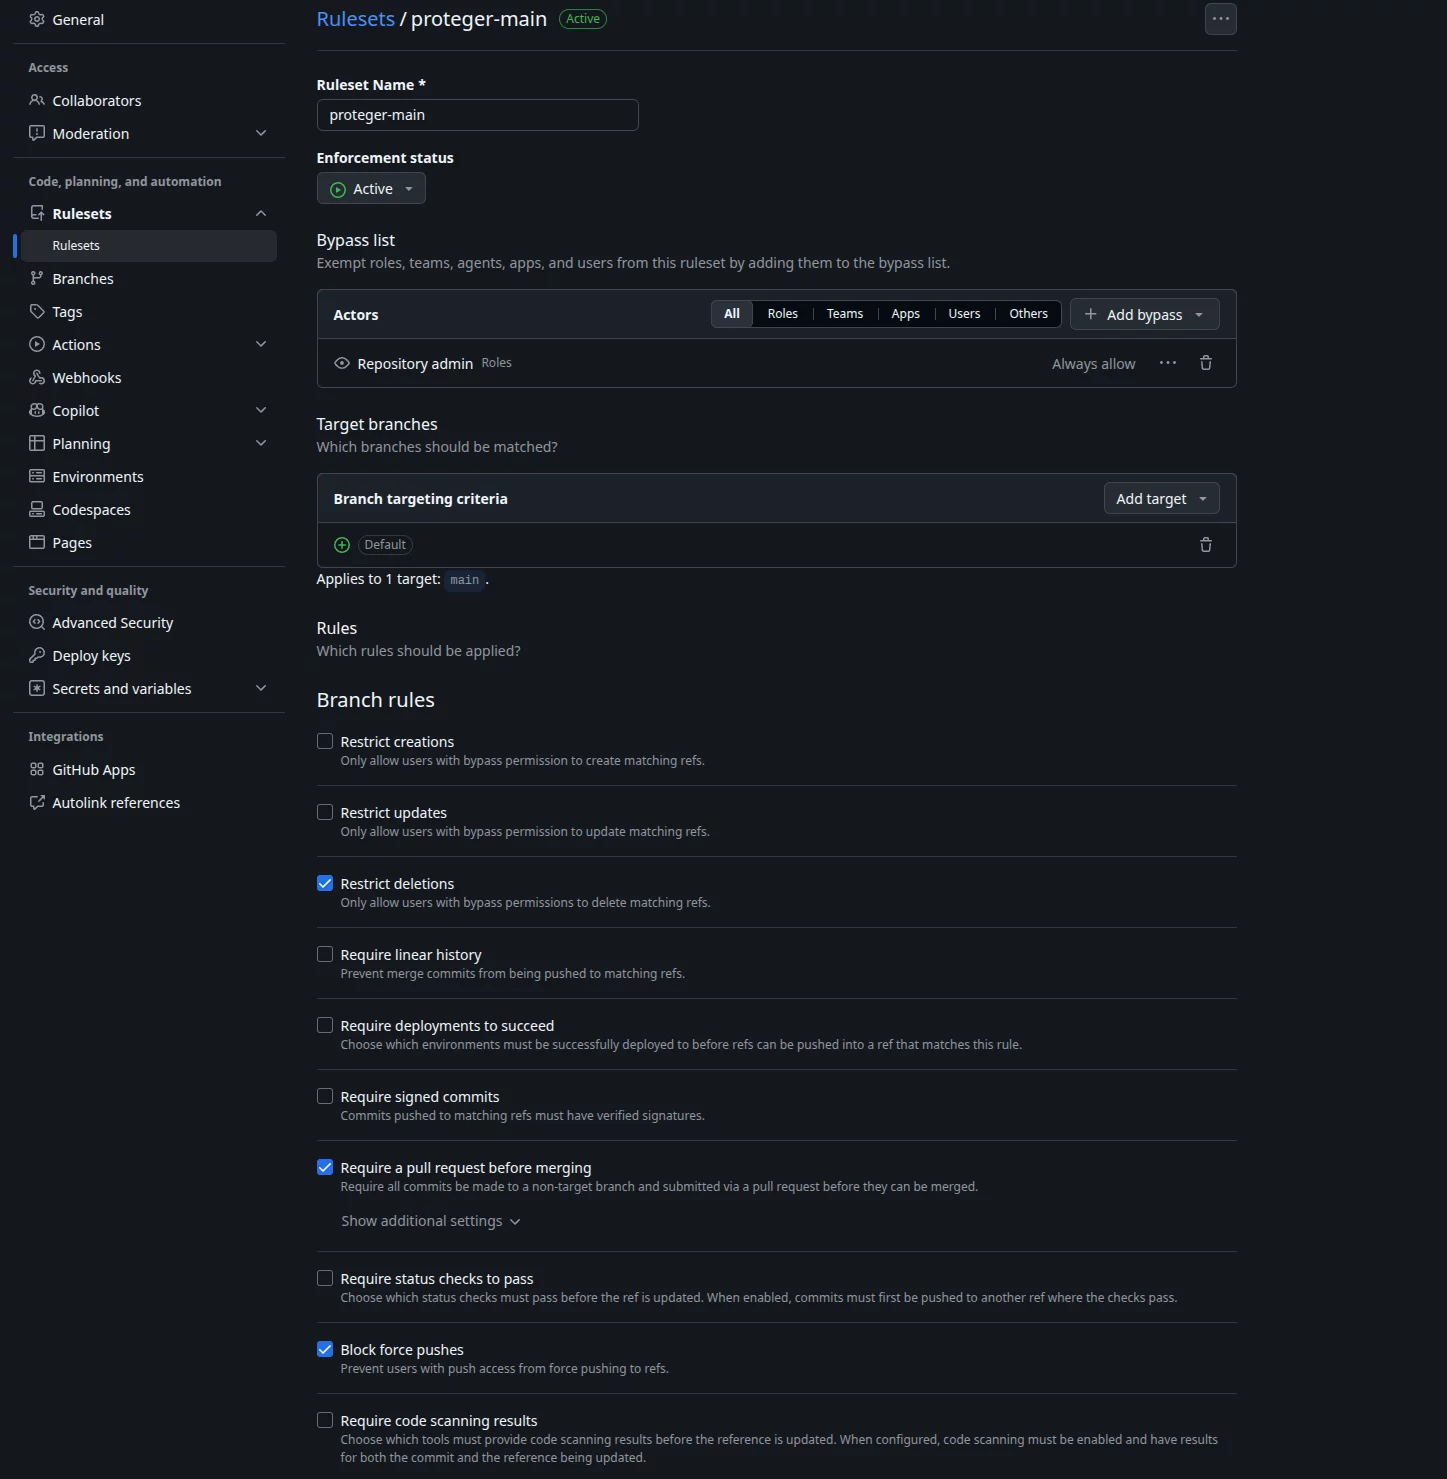 General
Access
Collaborators
Moderation
Code, planning, and automation
Rulesets
Rulesets
Branches
Tags
Actions
Webhooks
Copilot
Planning
Environments
Codespaces
Pages
Security and quality
Advanced Security
Deploy keys
Secrets and variables
Integrations
GitHub Apps
Autolink references
Rulesets / proteger-main Active
Ruleset Name *
proteger-main
Enforcement status
Active
Bypass list
Exempt roles, teams, agents, apps, and users from this ruleset by adding them to the bypass list.
Actors All Roles Teams Apps Users Others Add bypass
Repository admin Roles Always allow
Target branches
Which branches should be matched?
Branch targeting criteria Add target
Default
Applies to 1 target: main.
Rules
Which rules should be applied?
Branch rules
Restrict creations
Only allow users with bypass permission to create matching refs.
Restrict updates
Only allow users with bypass permission to update matching refs.
Restrict deletions
Only allow users with bypass permissions to delete matching refs.
Require linear history
Prevent merge commits from being pushed to matching refs.
Require deployments to succeed
Choose which environments must be successfully deployed to before refs can be pushed into a ref that matches this rule.
Require signed commits
Commits pushed to matching refs must have verified signatures.
Require a pull request before merging
Require all commits be made to a non-target branch and submitted via a pull request before they can be merged.
Show additional settings
Require status checks to pass
Choose which status checks must pass before the ref is updated. When enabled, commits must first be pushed to another ref where the checks pass.
Block force pushes
Prevent users with push access from force pushing to refs.
Require code scanning results
Choose which tools must provide code scanning results before the reference is updated. When configured, code scanning must be enabled and have results
for both the commit and the reference being updated.